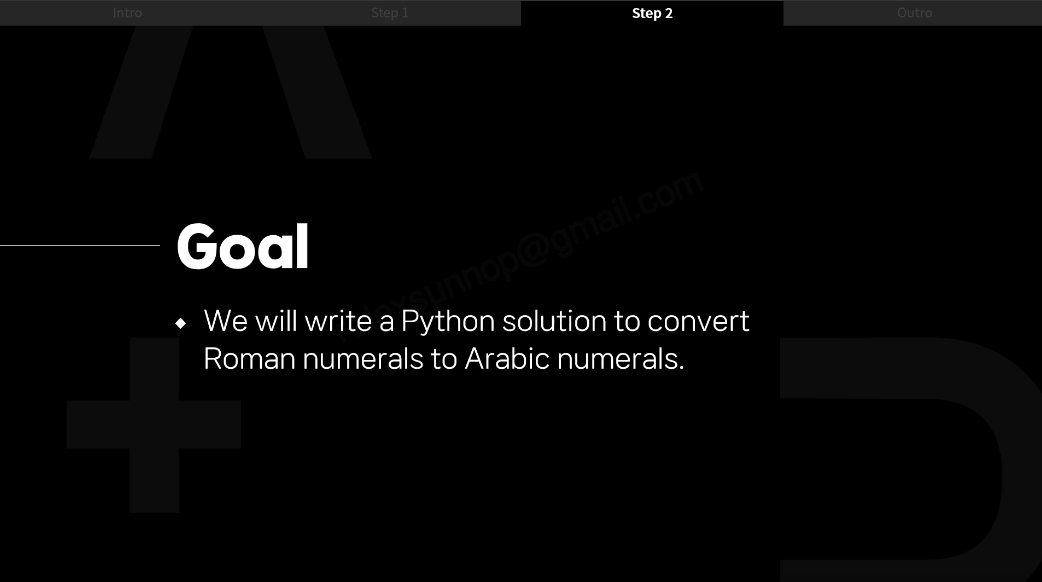 Intro Step 1 Step 2 Outro
Goal
We will write a Python solution to convert
Roman numerals to Arabic numerals.